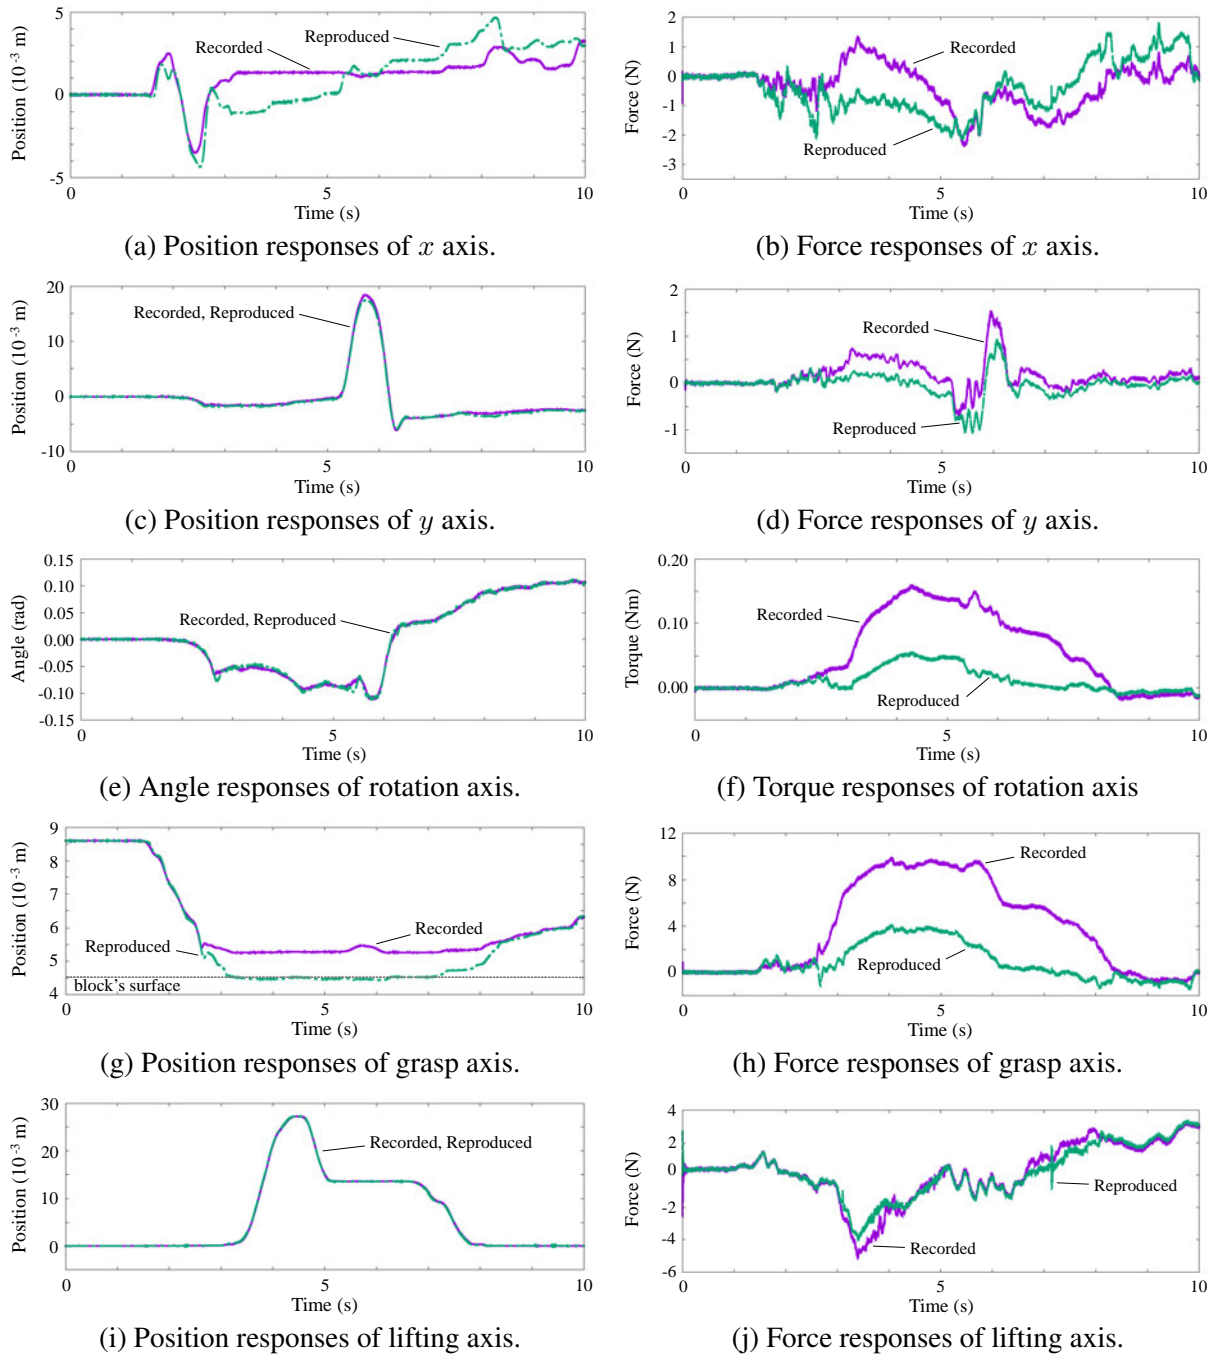 5
0
-5
Position (10⁻³ m)
Recorded
Reproduced
0
5
10
Time (s)
(a) Position responses of x axis.
2
1
0
-1
-2
-3
Force (N)
Recorded
Reproduced
0
5
10
Time (s)
(b) Force responses of x axis.
20
10
0
-10
Position (10⁻³ m)
Recorded, Reproduced
0
5
10
Time (s)
(c) Position responses of y axis.
2
1
0
-1
Force (N)
Recorded
Reproduced
0
5
10
Time (s)
(d) Force responses of y axis.
0.15
0.10
0.05
0.00
-0.05
-0.10
-0.15
Angle (rad)
Recorded, Reproduced
0
5
10
Time (s)
(e) Angle responses of rotation axis.
0.20
0.10
0.00
Torque (Nm)
Recorded
Reproduced
0
5
10
Time (s)
(f) Torque responses of rotation axis
9
8
7
6
5
4
Position (10⁻³ m)
Recorded
Reproduced
block's surface
0
5
10
Time (s)
(g) Position responses of grasp axis.
12
8
4
0
Force (N)
Recorded
Reproduced
0
5
10
Time (s)
(h) Force responses of grasp axis.
30
20
10
0
Position (10⁻³ m)
Recorded, Reproduced
0
5
10
Time (s)
(i) Position responses of lifting axis.
4
2
0
-2
-4
-6
Force (N)
Reproduced
Recorded
0
5
10
Time (s)
(j) Force responses of lifting axis.